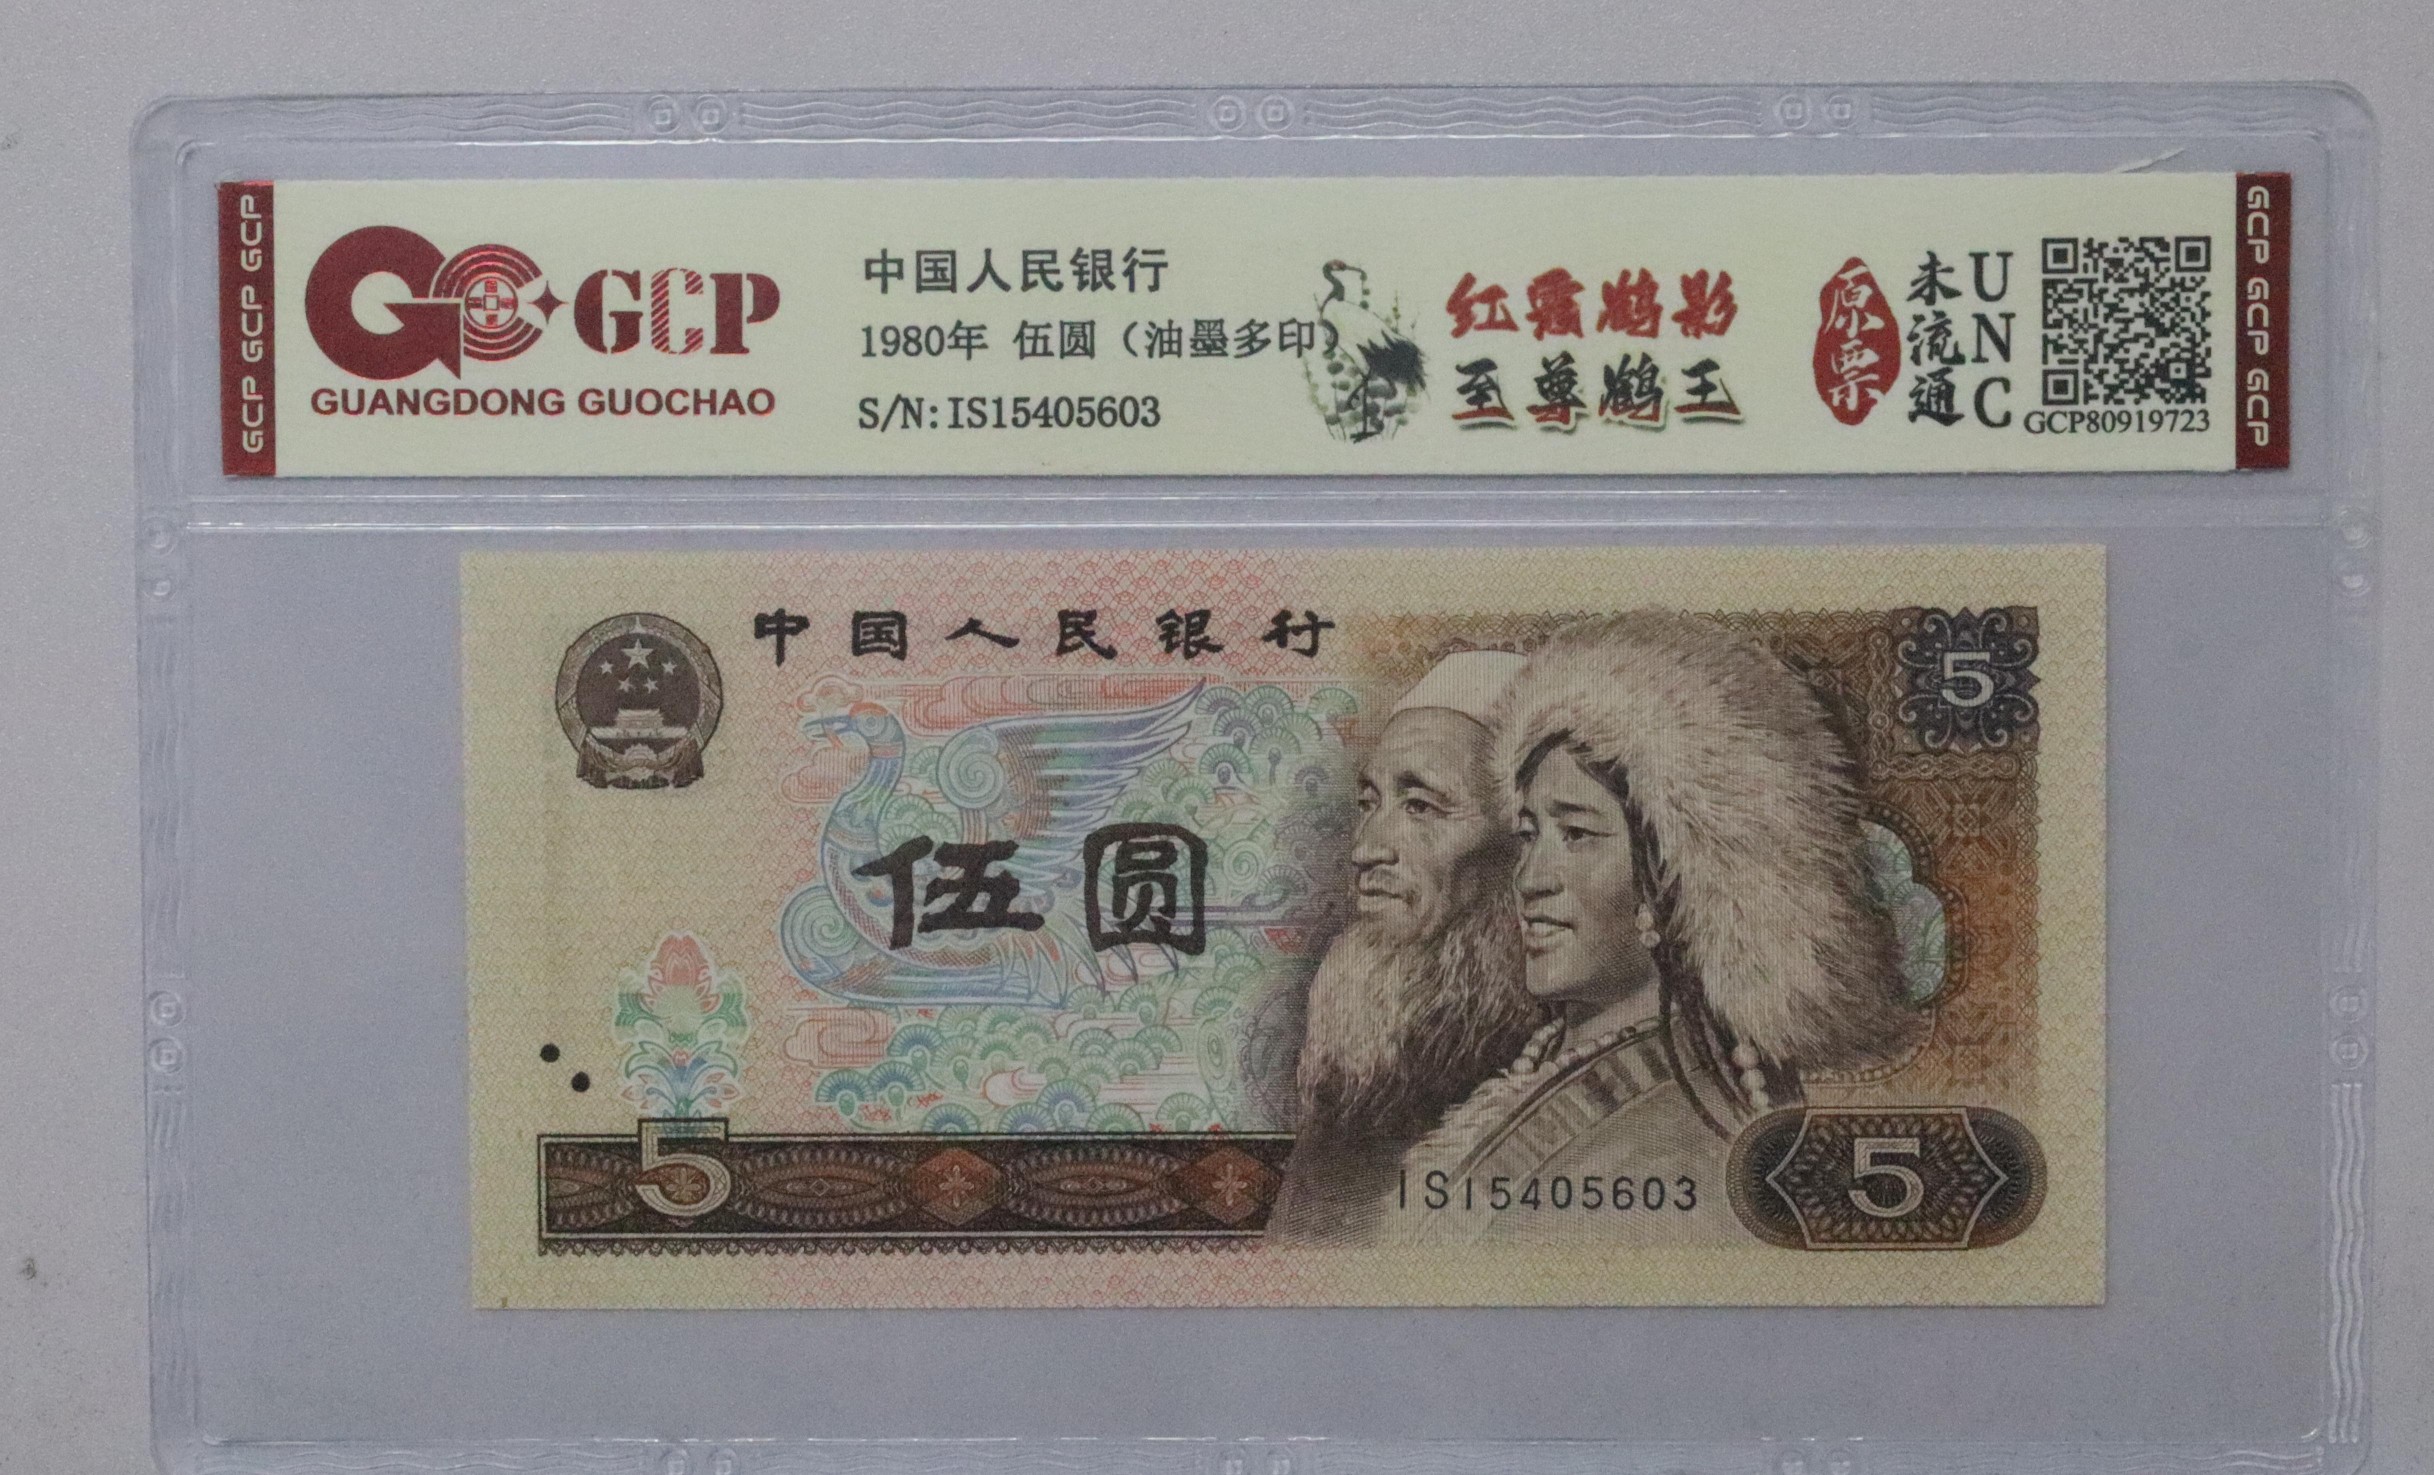 GCP GCP GCP
GCP
GUANGDONG GUOCHAO
中国人民银行
1980年 伍圆（油墨多印）
S/N: IS15405603
红霞鹤影
至尊鹤王
原票
未流通
UNC
GCP80919723
GCP GCP GCP
中国人民银行
5
伍圆
5
IS15405603
5